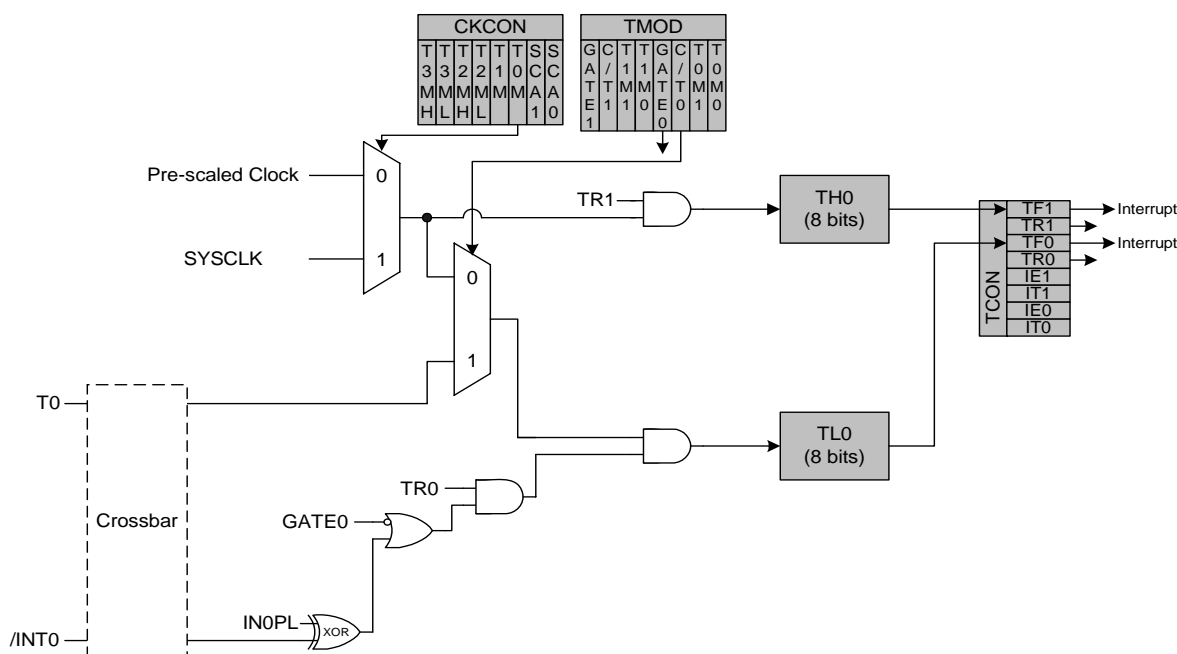 CKCON
T3MH
T3ML
T2MH
T2ML
T1M
T0M
SCA1
SCA0
TMOD
GATE1
C/T1
T1M1
T1M0
GATE0
C/T0
T0M1
T0M0
Pre-scaled Clock
0
SYSCLK
1
TR1
TH0
(8 bits)
TCON
TF1
TR1
TF0
TR0
IE1
IT1
IE0
IT0
Interrupt
Interrupt
0
1
T0
Crossbar
TL0
(8 bits)
TR0
GATE0
IN0PL
XOR
/INT0